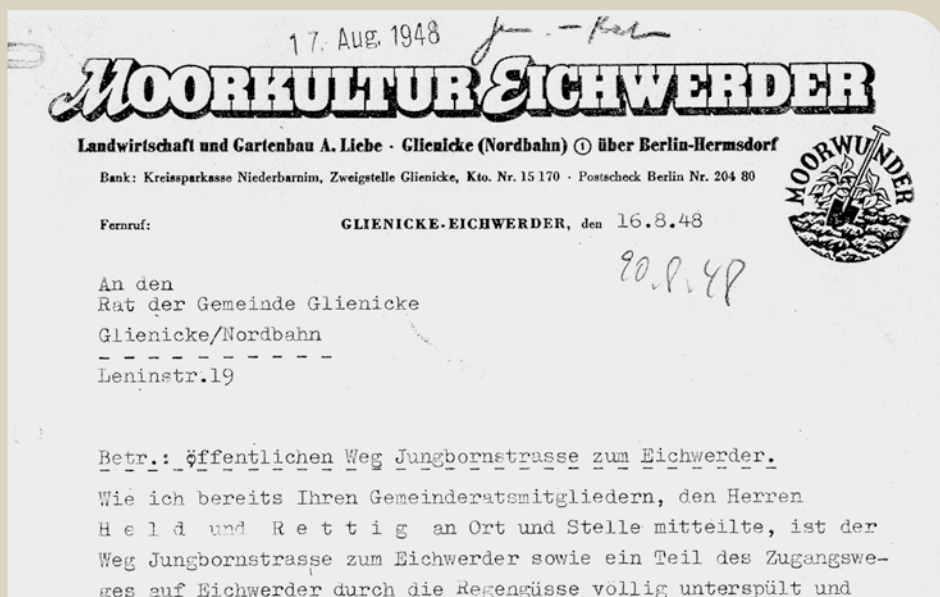 17. Aug. 1948
MOORKULTUR EICHWERDER
Landwirtschaft und Gartenbau A. Liebe · Glienicke (Nordbahn) ① über Berlin-Hermsdorf
MOORWUNDER
Bank: Kreissparkasse Niederbarnim, Zweigstelle Glienicke, Kto. Nr. 15 170 · Postscheck Berlin Nr. 204 80
Fernruf:
GLIENICKE-EICHWERDER, den 16.8.48
20.8.48
An den
Rat der Gemeinde Glienicke
Glienicke/Nordbahn
Leninstr.19
Betr.: öffentlichen Weg Jungbornstrasse zum Eichwerder.
Wie ich bereits Ihren Gemeinderatsmitgliedern, den Herren
H e l d und R e t t i g an Ort und Stelle mitteilte, ist der
Weg Jungbornstrasse zum Eichwerder sowie ein Teil des Zugangswe-
ges auf Eichwerder durch die Regengüsse völlig unterspült und